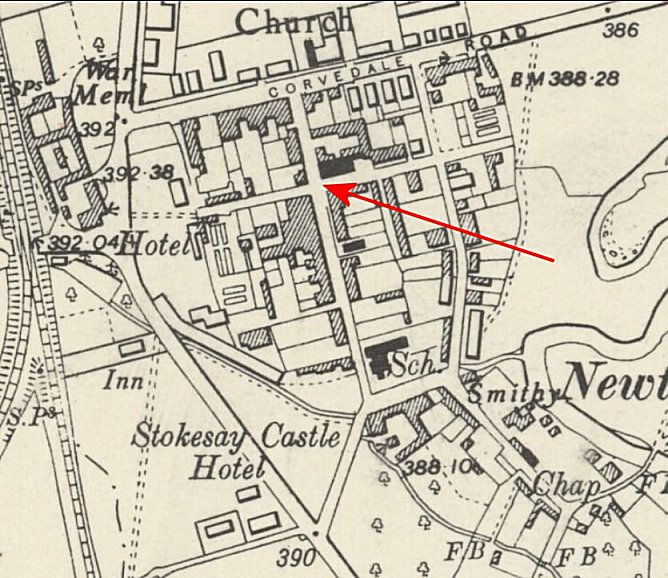 Church
386
CORVEDALE ROAD
BM 388·28
SPs
War
Meml
392
392·38
392·04
Hotel
Inn
Sch.
Smithy
Newt
S.Ps
Stokesay Castle
Hotel
388·10
Chap
F B
F B
390